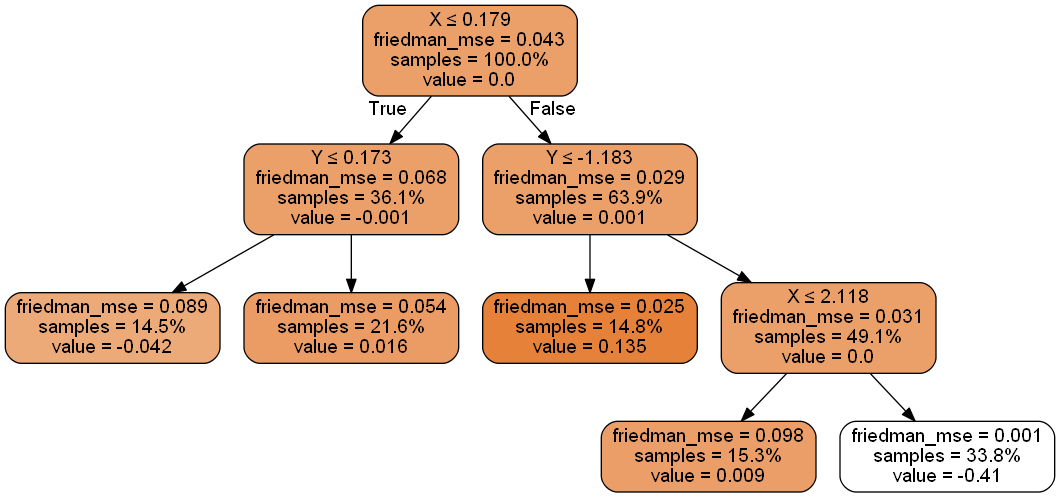 X ≤ 0.179
friedman_mse = 0.043
samples = 100.0%
value = 0.0
True
False
Y ≤ 0.173
friedman_mse = 0.068
samples = 36.1%
value = -0.001
Y ≤ -1.183
friedman_mse = 0.029
samples = 63.9%
value = 0.001
friedman_mse = 0.089
samples = 14.5%
value = -0.042
friedman_mse = 0.054
samples = 21.6%
value = 0.016
friedman_mse = 0.025
samples = 14.8%
value = 0.135
X ≤ 2.118
friedman_mse = 0.031
samples = 49.1%
value = 0.0
friedman_mse = 0.098
samples = 15.3%
value = 0.009
friedman_mse = 0.001
samples = 33.8%
value = -0.41